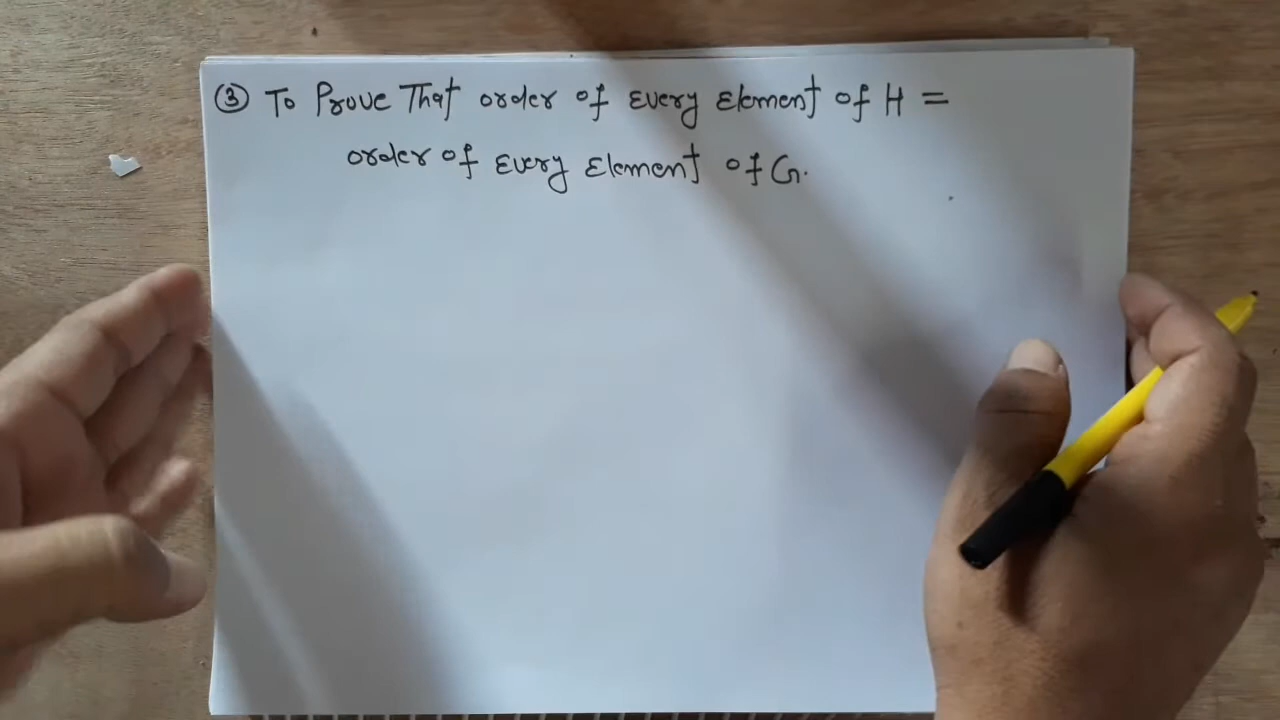 ③ To Prove That order of Every Element of H =
order of Every Element of G.